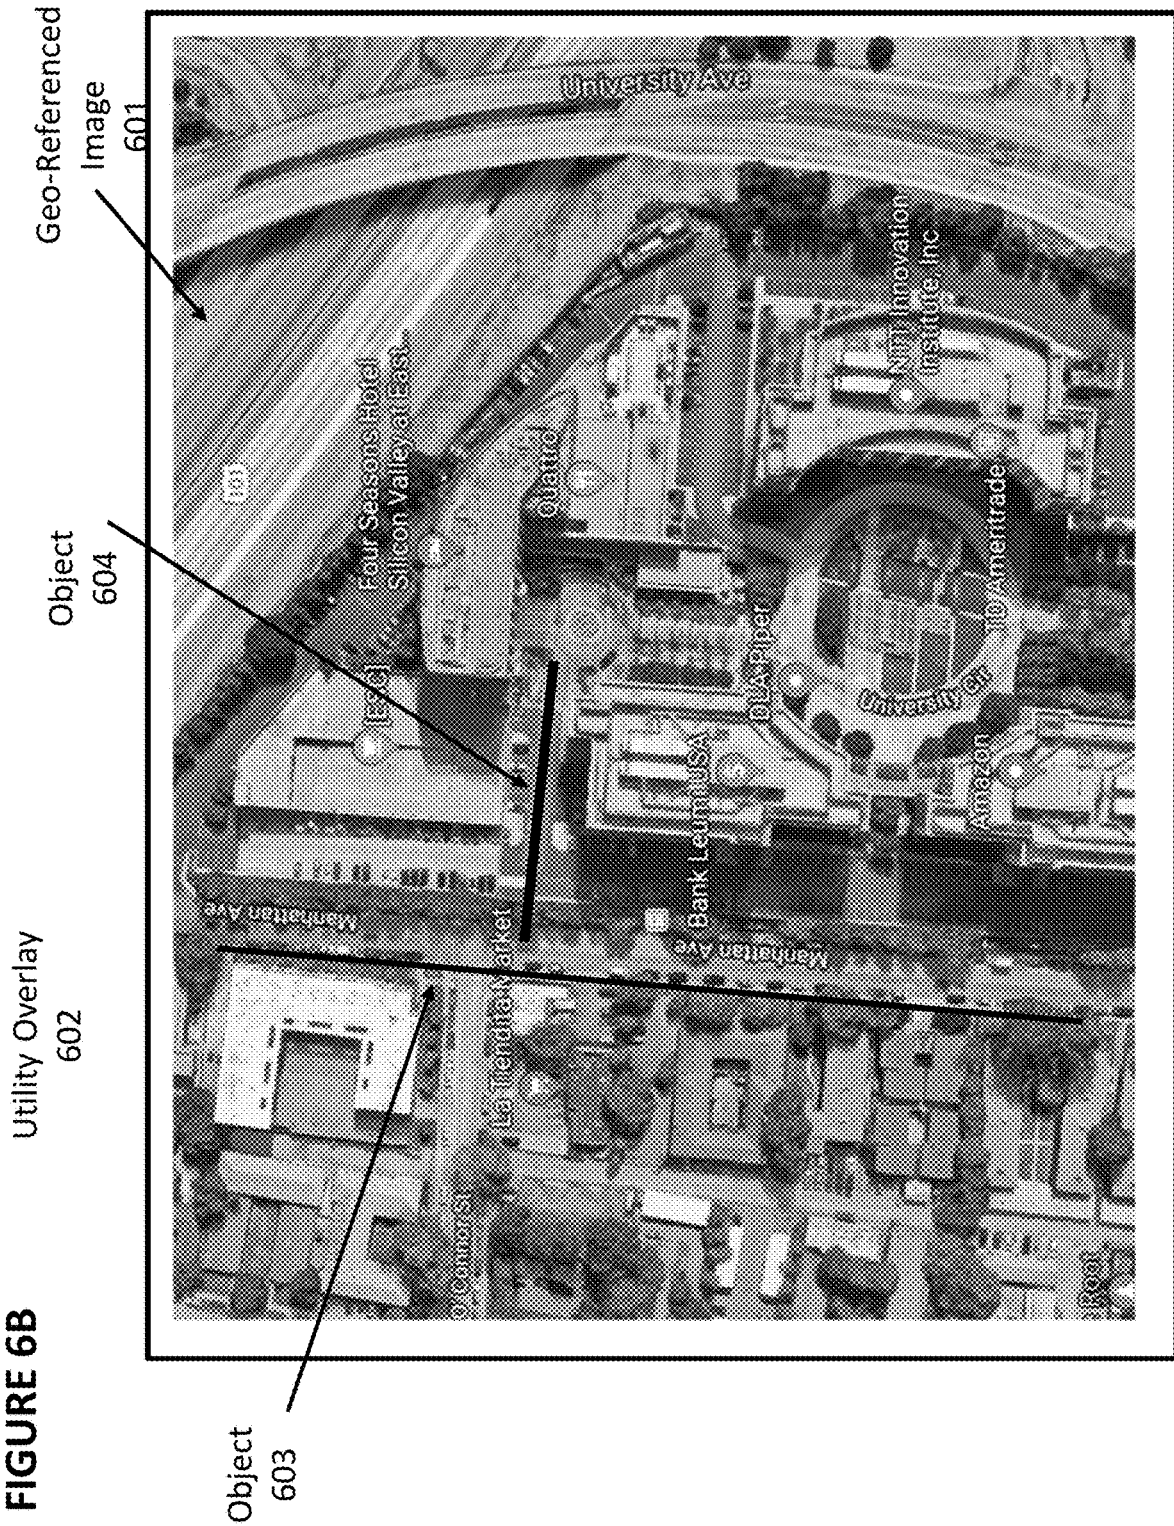 FIGURE 6B
Utility Overlay
602
Geo-Referenced
Image
601
Object
604
Object
603
101
University Ave
Four Seasons Hotel
Silicon Valley at East...
Quattro
NTT Innovation
Institute, Inc.
TD Ameritrade
University Cir
DLA Piper
Bank Leumi USA
Amazon
Manhattan Ave
Manhattan Ave
La Tiendita Market
O'Connor St